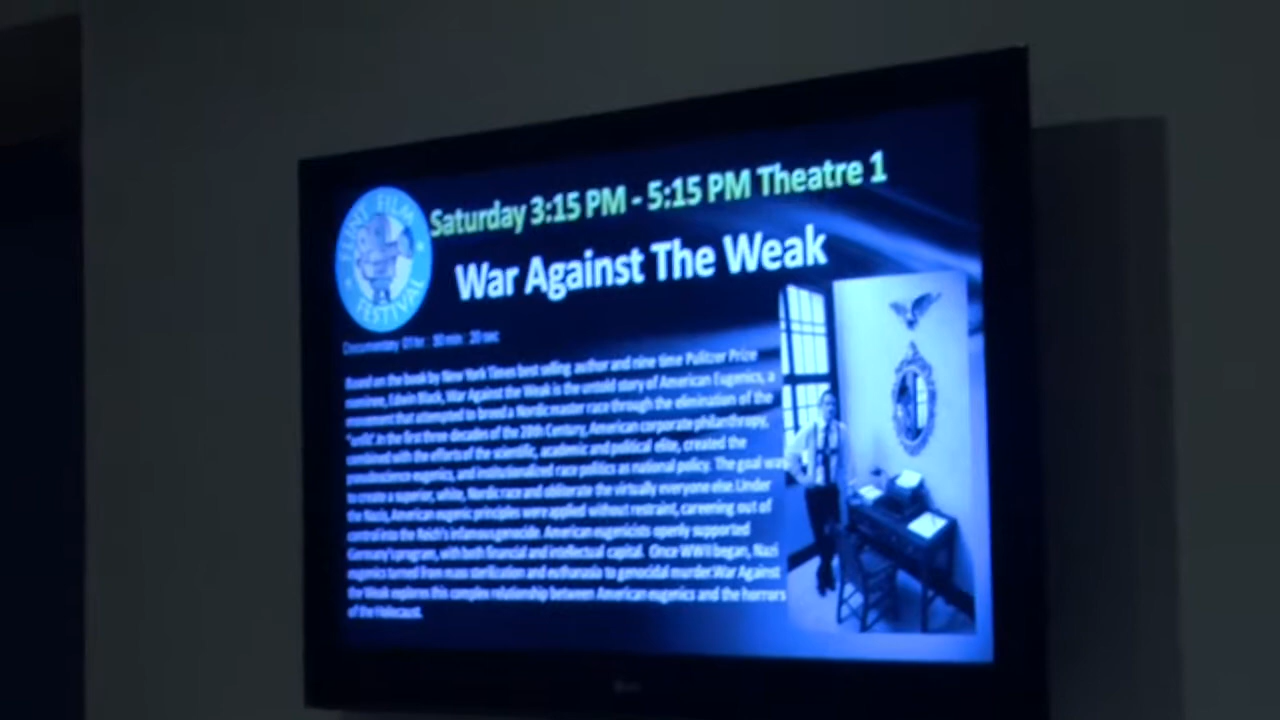 Saturday 3:15 PM - 5:15 PM Theatre 1
FLINT FILM
FESTIVAL
War Against The Weak
Documentary 01 hr : 30 min : 20 sec
Based on the book by New York Times best selling author and nine time Pulitzer Prize
nominee, Edwin Black, War Against the Weak is the untold story of American Eugenics, a
movement that attempted to breed a Nordic master race through the elimination of the
"unfit". In the first three decades of the 20th Century, American corporate philanthropy,
combined with the efforts of the scientific, academic and political elite, created the
pseudoscience eugenics, and institutionalized race politics as national policy. The goal was
to create a superior, white, Nordic race and obliterate the virtually everyone else. Under
the Nazis, American eugenic principles were applied without restraint, careening out of
control into the Reich's infamous genocide. American eugenicists openly supported
Germany's program, with both financial and intellectual capital. Once WWII began, Nazi
eugenics turned from mass sterilization and euthanasia to genocidal murder. War Against
the Weak explores this complex relationship between American eugenics and the horrors
of the Holocaust.